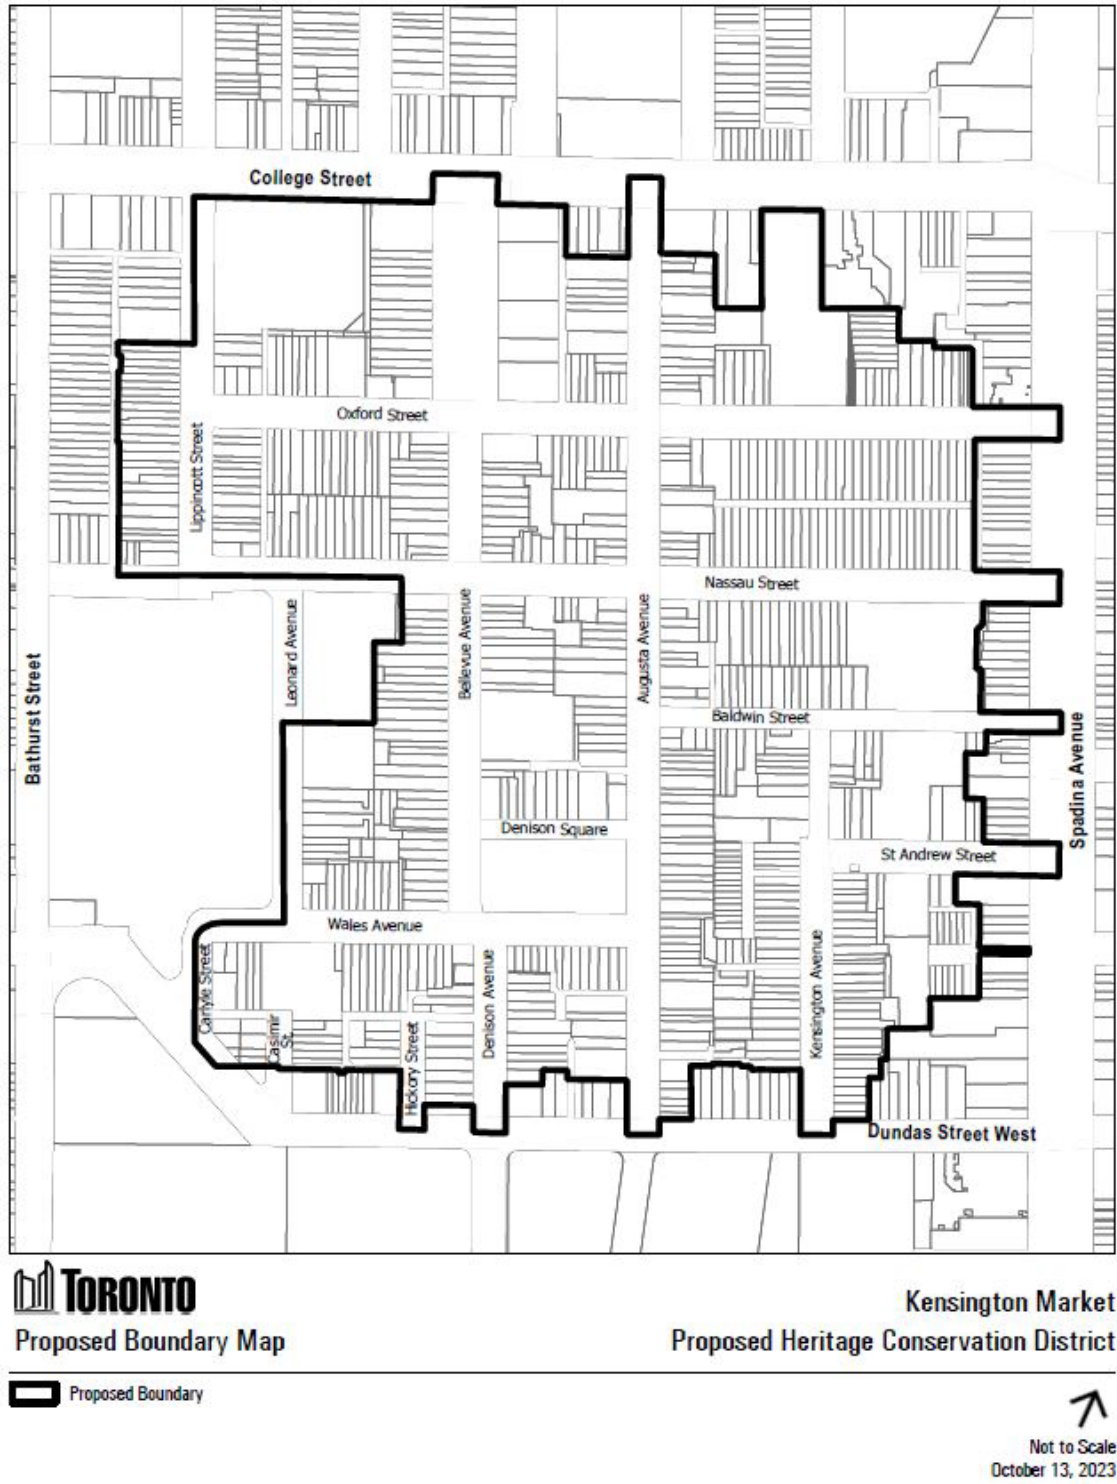 College Street
Oxford Street
Lippincott Street
Nassau Street
Leonard Avenue
Bellevue Avenue
Augusta Avenue
Bathurst Street
Baldwin Street
Spadina Avenue
Denison Square
St Andrew Street
Wales Avenue
Carlyle Street
Casimir
St
Hickory Street
Denison Avenue
Kensington Avenue
Dundas Street West
TORONTO
Kensington Market
Proposed Boundary Map
Proposed Heritage Conservation District
Proposed Boundary
Not to Scale
October 13, 2023